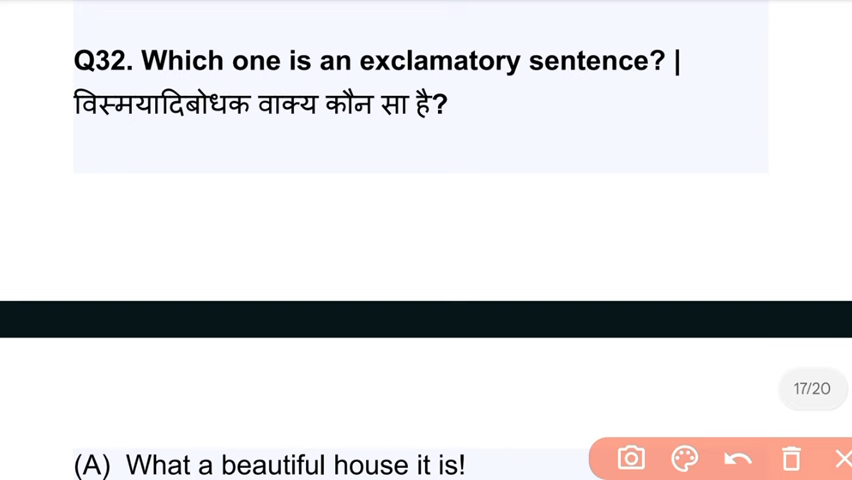 Q32. Which one is an exclamatory sentence? |
विस्मयादिबोधक वाक्य कौन सा है?
17/20
(A) What a beautiful house it is!